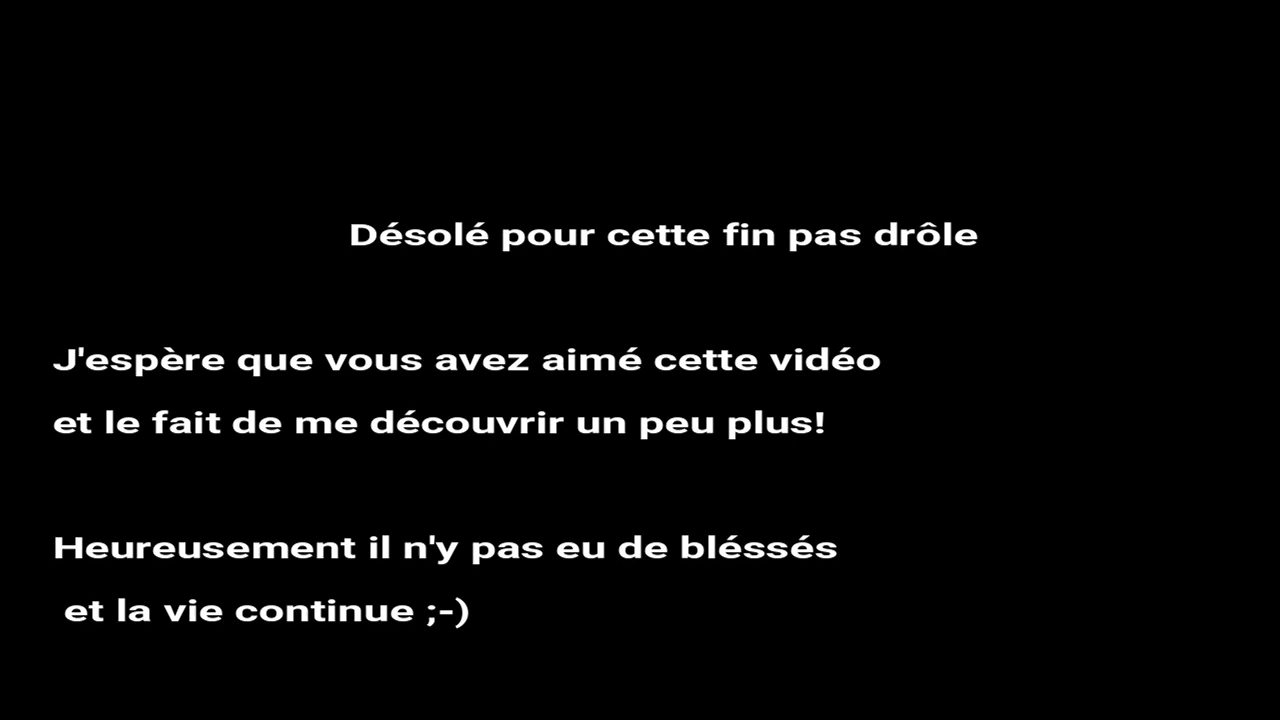 Désolé pour cette fin pas drôle
J'espère que vous avez aimé cette vidéo
et le fait de me découvrir un peu plus!
Heureusement il n'y pas eu de bléssés
et la vie continue ;-)